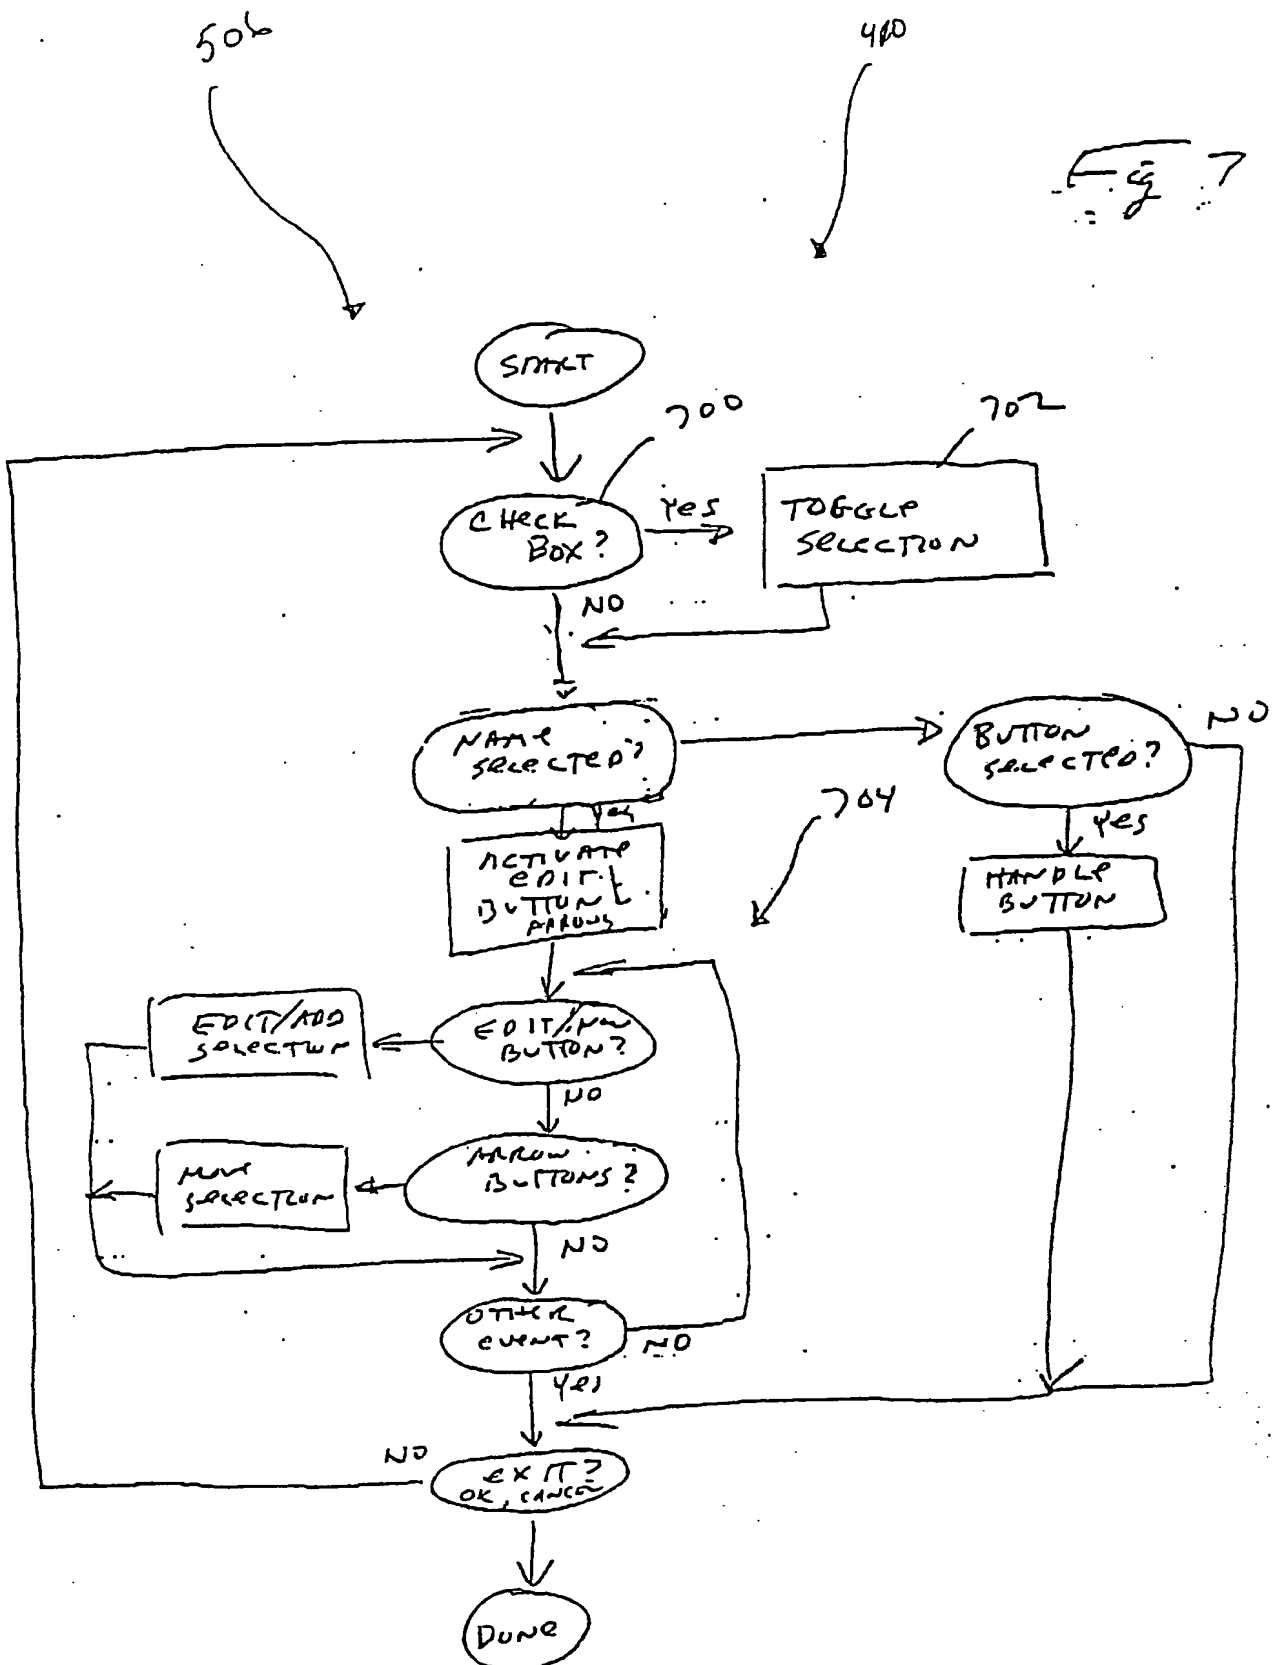 506
400
Fig 7
START
700
702
CHECK
BOX?
Yes
TOGGLE
SELECTION
NO
NAME
SELECTED?
BUTTON
SELECTED?
NO
Yes
704
Yes
ACTIVATE
EDIT
BUTTON
ARROWS
HANDLE
BUTTON
EDIT/ADD
SELECTION
EDIT/
BUTTON?
NO
ARROW
BUTTONS?
MOVE
SELECTION
NO
OTHER
EVENT?
NO
Yes
NO
EXIT?
OK, CANCEL
DONE